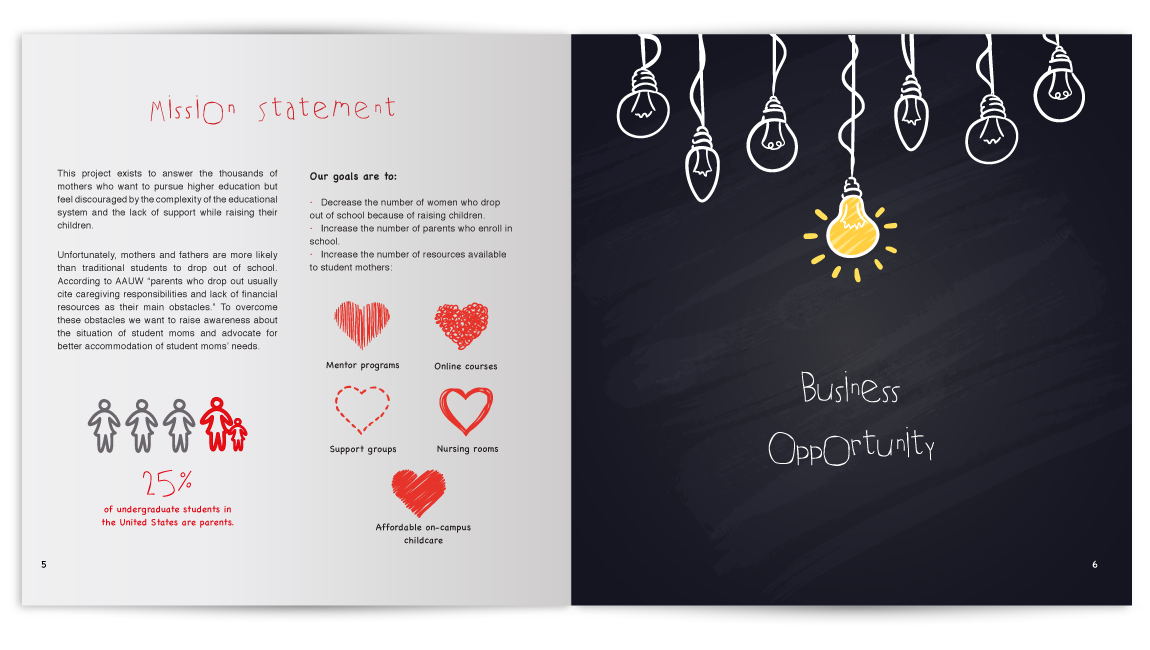 Mission statement
This project exists to answer the thousands of
mothers who want to pursue higher education but
feel discouraged by the complexity of the educational
system and the lack of support while raising their
children.
Unfortunately, mothers and fathers are more likely
than traditional students to drop out of school.
According to AAUW “parents who drop out usually
cite caregiving responsibilities and lack of financial
resources as their main obstacles.” To overcome
these obstacles we want to raise awareness about
the situation of student moms and advocate for
better accommodation of student moms’ needs.
25%
of undergraduate students in
the United States are parents.
5
Our goals are to:
- Decrease the number of women who drop
out of school because of raising children.
- Increase the number of parents who enroll in
school.
- Increase the number of resources available
to student mothers:
Mentor programs
Online courses
Support groups
Nursing rooms
Affordable on-campus
childcare
Business
Opportunity
6